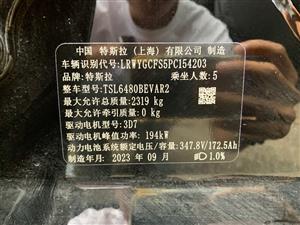 中国 特斯拉（上海）有限公司 制造
车辆识别代号:LRWYGCFS5PC154203
品牌:特斯拉 乘坐人数:5
整车型号:TSL6480BEVAR2
最大允许总质量:2319 kg
最大允许牵引质量:0 kg
驱动电机型号:3D7
驱动电机峰值功率:194kW
动力电池系统额定电压/容量:347.8V/172.5Ah
制造年月:2023 年 09 月 1.0%